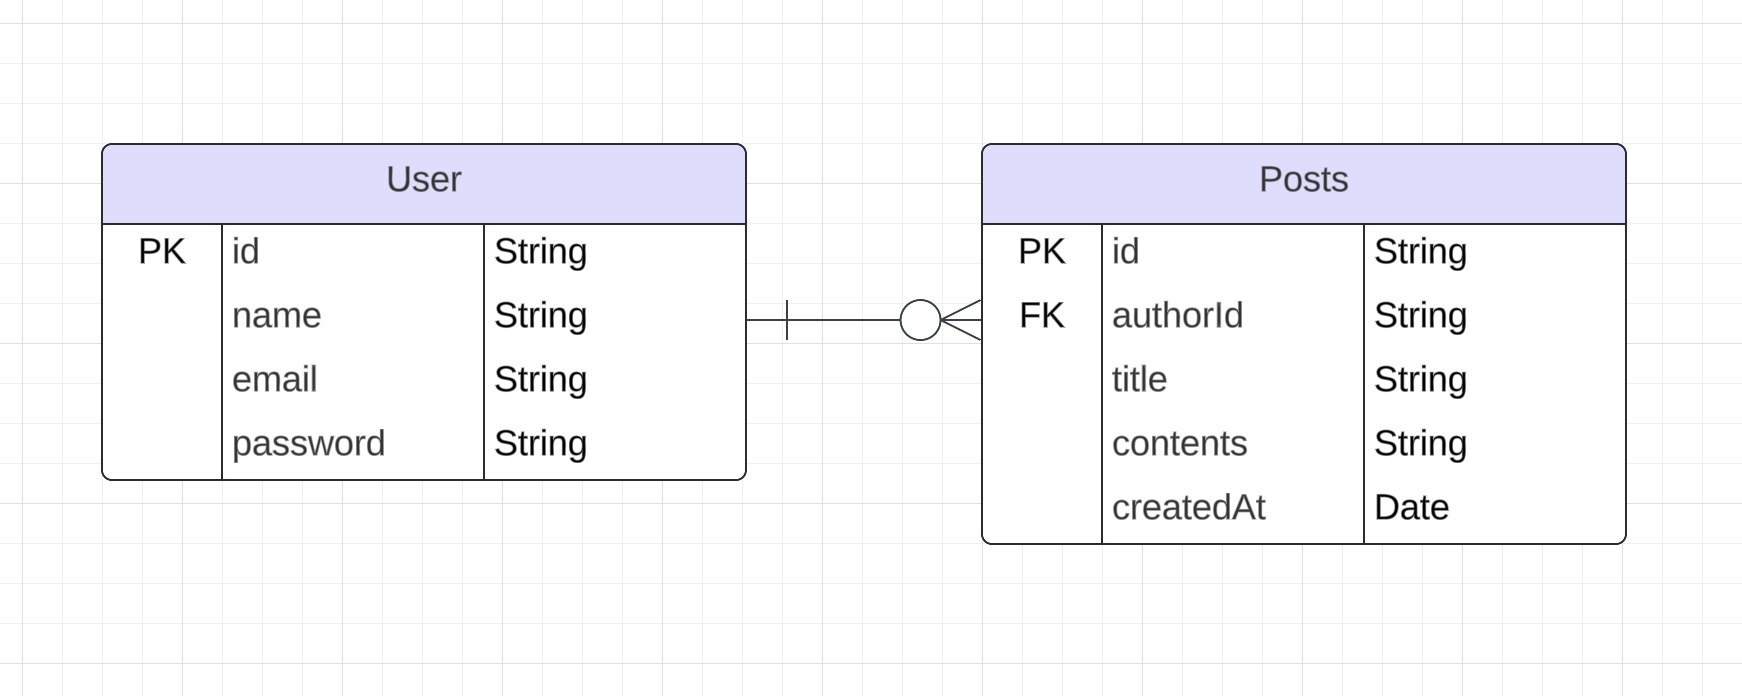 User
PK id String
name String
email String
password String
Posts
PK id String
FK authorId String
title String
contents String
createdAt Date